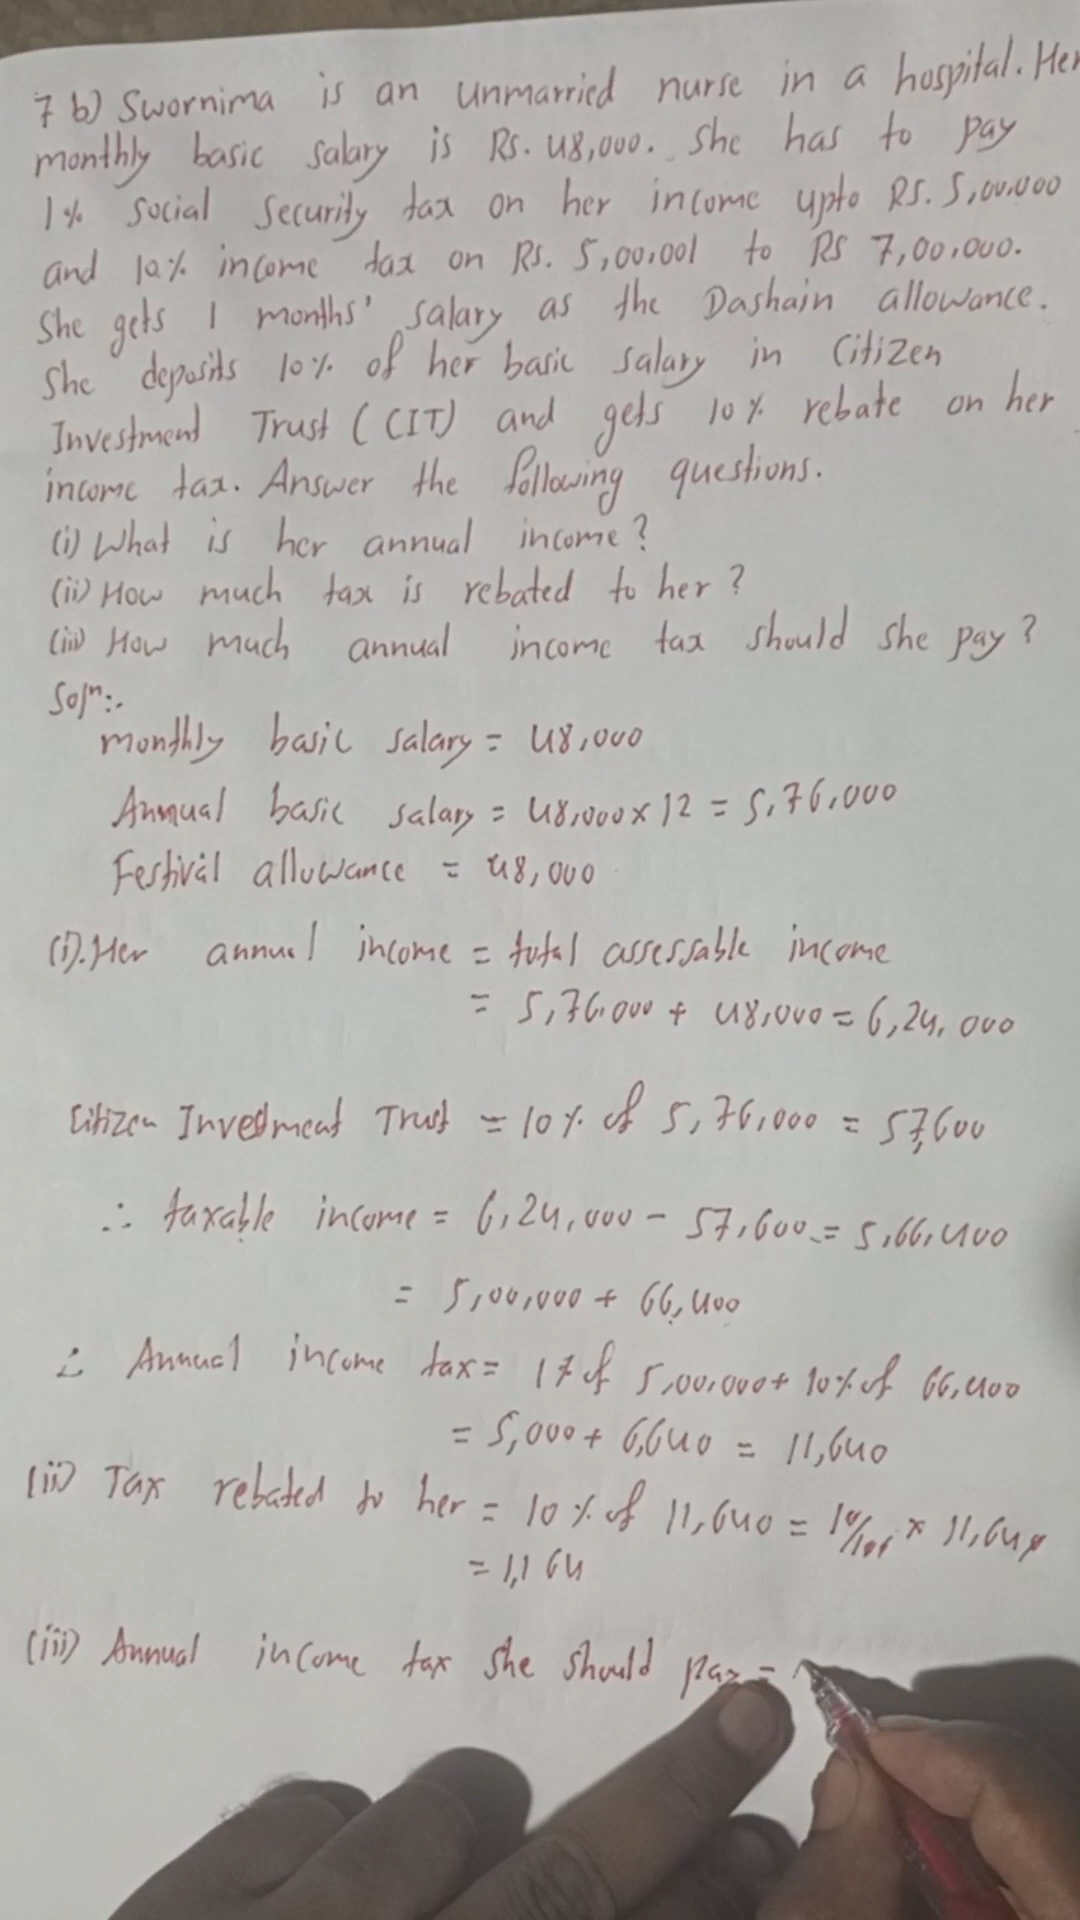 7 b) Swornima is an unmarried nurse in a hospital. Her
monthly basic salary is Rs. 48,000. She has to pay
1% social security tax on her income upto RS. 5,00,000
and 10% income tax on Rs. 5,00,001 to RS 7,00,000.
She gets 1 months' salary as the Dashain allowance.
She deposits 10% of her basic salary in Citizen
Investment Trust (CIT) and gets 10% rebate on her
income tax. Answer the following questions.
(i) What is her annual income?
(ii) How much tax is rebated to her?
(iii) How much annual income tax should she pay?
Soln:.
monthly basic salary = 48,000
Annual basic salary = 48,000 x 12 = 5,76,000
Festival allowance = 48,000
(i). Her annual income = total assessable income
= 5,76,000 + 48,000 = 6,24,000
Citizen Investment Trust = 10% of 5,76,000 = 57,600
∴ taxable income = 6,24,000 - 57,600 = 5,66,400
= 5,00,000 + 66,400
∴ Annual income tax = 1% of 5,00,000 + 10% of 66,400
= 5,000 + 6,640 = 11,640
(ii) Tax rebated to her = 10% of 11,640 = 10/100 × 11,640
= 1,164
(iii) Annual income tax she should pay =